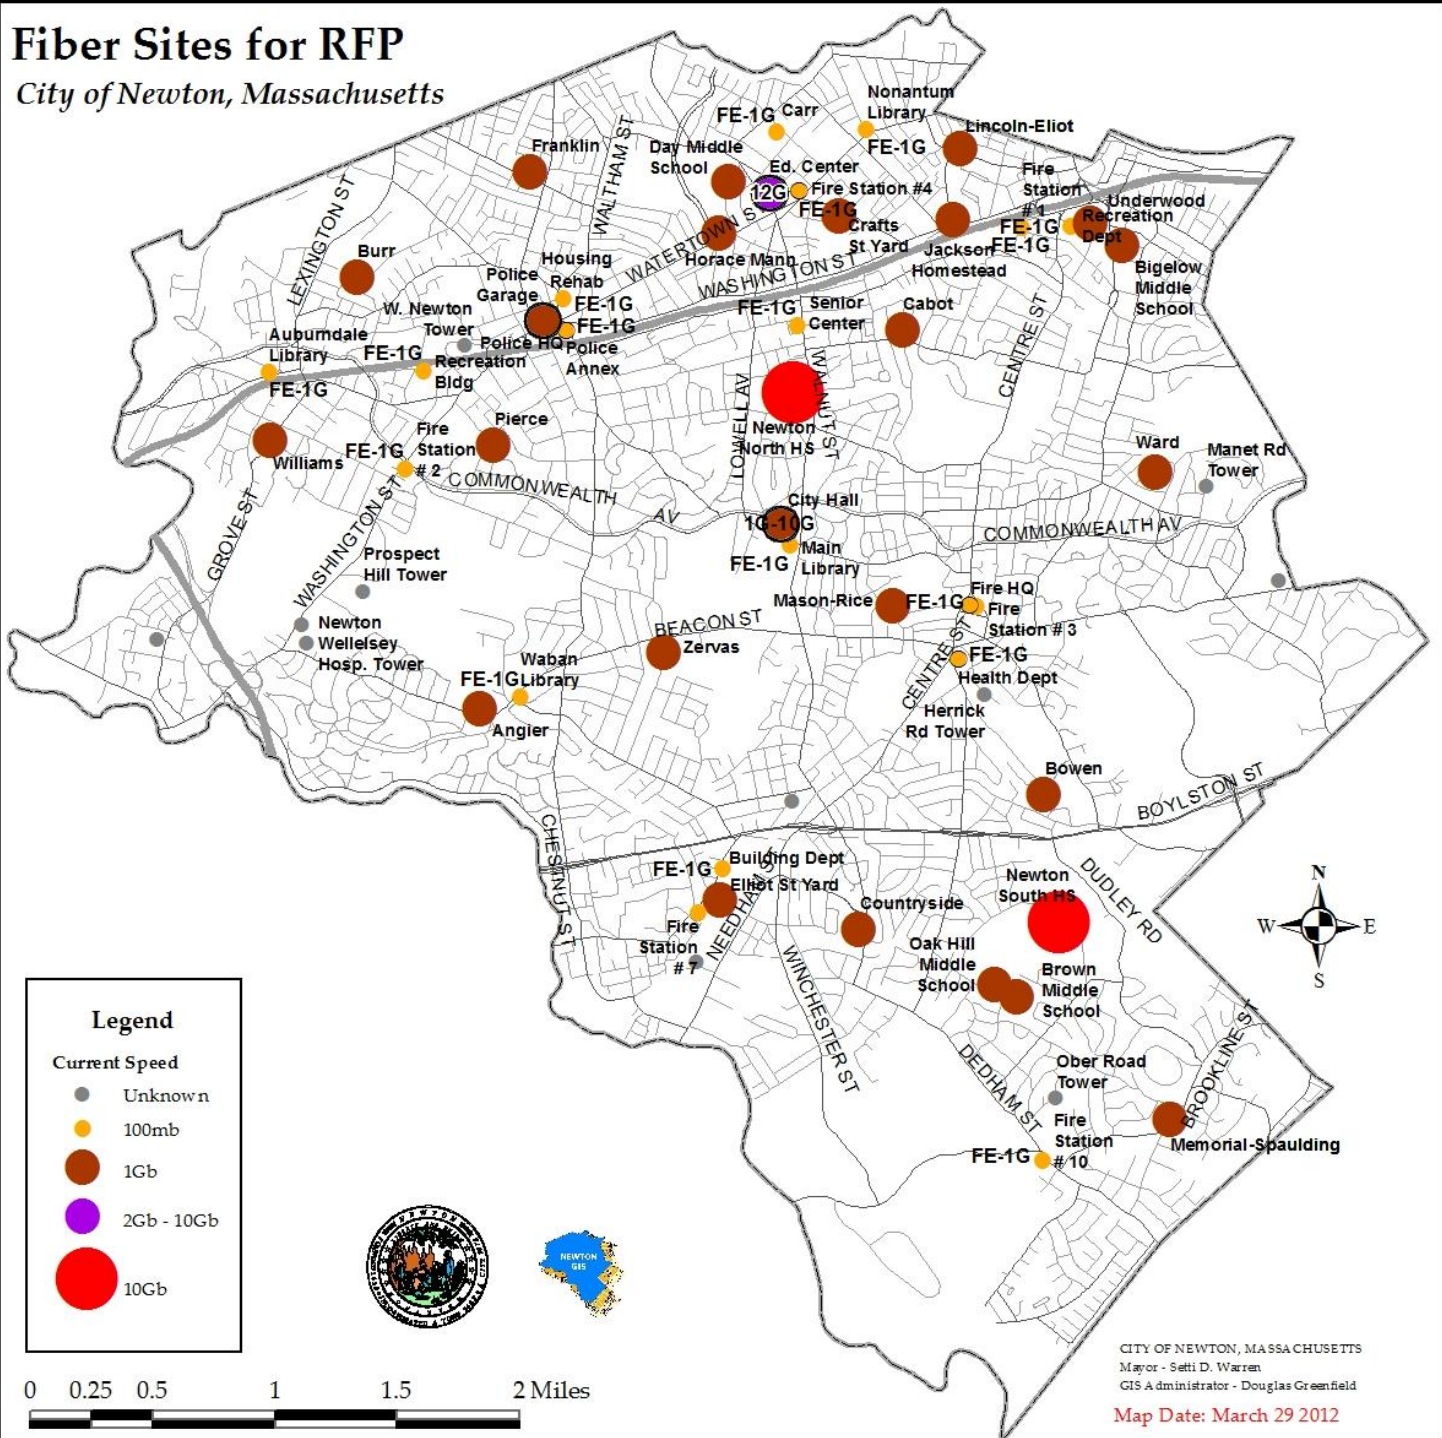 Fiber Sites for RFP
City of Newton, Massachusetts
Nonantum
Library
FE-1G
Carr
FE-1G
Lincoln-Eliot
Franklin
WALTHAM ST
Day Middle
School
Ed. Center
12G
Fire Station #4
FE-1G
Fire
Station
# 1
FE-1G
FE-1G
Underwood
Recreation
Dept
LEXINGTON ST
WATERTOWN S
Crafts
St Yard
Jackson
Homestead
Bigelow
Middle
School
Burr
Horace Mann
WASHINGTON ST
Housing
Rehab
FE-1G
Police
Garage
FE-1G
W. Newton
Tower
Police HQ
Police
Annex
FE-1G
Senior
Center
Cabot
CENTRE ST
Auburndale
Library
FE-1G
FE-1G
Recreation
Bldg
LOWELL AV
WALNUT ST
Newton
North HS
Pierce
Williams
FE-1G
Fire
Station
# 2
COMMONWEALTH
AV
Ward
Manet Rd
Tower
GROVE ST
WASHINGTON ST
City Hall
1G-10G
FE-1G
Main
Library
COMMONWEALTH AV
Prospect
Hill Tower
Mason-Rice
FE-1G
Fire HQ
Fire
Station # 3
Newton
Wellelsey
Hosp. Tower
BEACON ST
Zervas
CENTRE ST
FE-1G
Health Dept
Waban
Library
FE-1G
Angier
Herrick
Rd Tower
Bowen
BOYLSTON ST
CHESTNUT ST
FE-1G
Building Dept
Elliot St Yard
NEEDHAM ST
Fire
Station
# 7
Countryside
Newton
South HS
DUDLEY RD
Oak Hill
Middle
School
Brown
Middle
School
WINCHESTER ST
DEDHAM ST
Ober Road
Tower
BROOKLINE ST
Fire
Station
# 10
FE-1G
Memorial-Spaulding
N
W
E
S
Legend
Current Speed
Unknown
100mb
1Gb
2Gb - 10Gb
10Gb
NEWTON
GIS
0 0.25 0.5 1 1.5 2 Miles
CITY OF NEWTON, MASSACHUSETTS
Mayor - Setti D. Warren
GIS Administrator - Douglas Greenfield
Map Date: March 29 2012